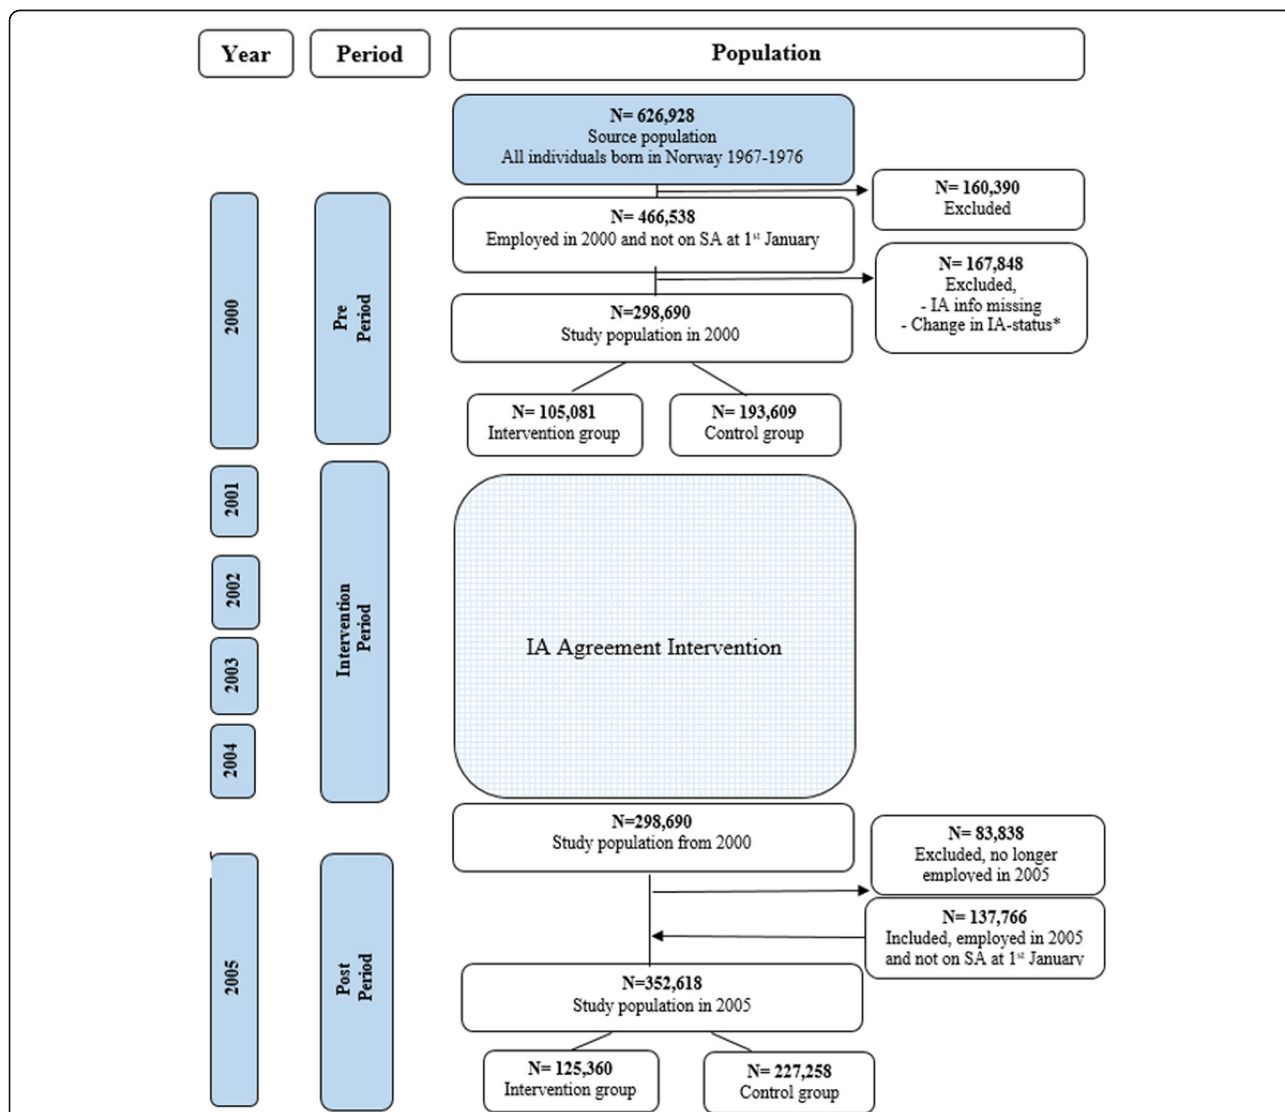 Year
Period
Population
N= 626,928
Source population
All individuals born in Norway 1967-1976
N= 160,390
Excluded
N= 466,538
Employed in 2000 and not on SA at 1st January
N= 167,848
Excluded,
- IA info missing
- Change in IA-status*
2000
Pre
Period
N=298,690
Study population in 2000
N= 105,081
Intervention group
N= 193,609
Control group
2001
2002
2003
2004
Intervention
Period
IA Agreement Intervention
N=298,690
Study population from 2000
N= 83,838
Excluded, no longer
employed in 2005
N= 137,766
Included, employed in 2005
and not on SA at 1st January
2005
Post
Period
N=352,618
Study population in 2005
N= 125,360
Intervention group
N= 227,258
Control group